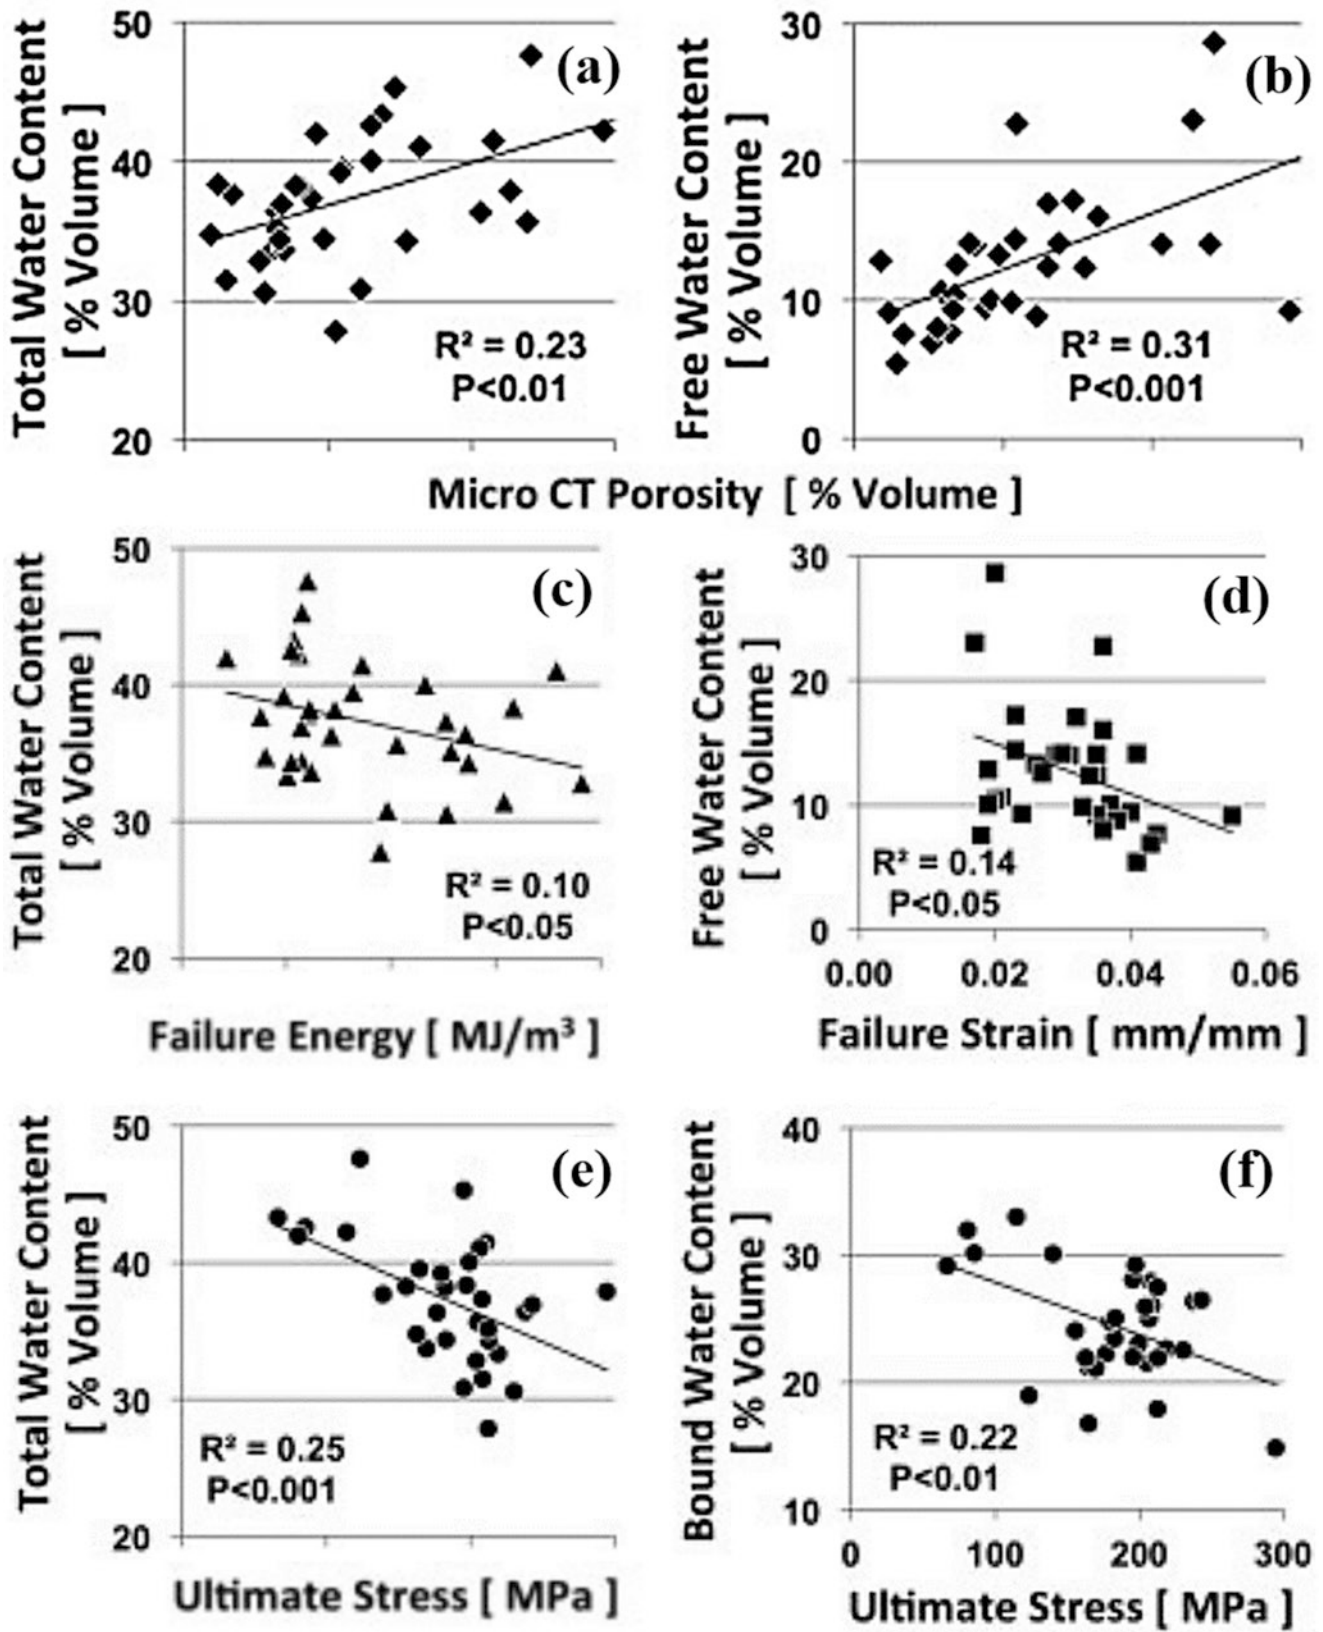 Total Water Content
[ % Volume ]
50
40
30
20
(a)
R² = 0.23
P<0.01
Free Water Content
[ % Volume ]
30
20
10
0
(b)
R² = 0.31
P<0.001
Micro CT Porosity [ % Volume ]
Total Water Content
[ % Volume ]
50
40
30
20
(c)
R² = 0.10
P<0.05
Failure Energy [ MJ/m³ ]
Free Water Content
[ % Volume ]
30
20
10
0
(d)
R² = 0.14
P<0.05
0.00 0.02 0.04 0.06
Failure Strain [ mm/mm ]
Total Water Content
[ % Volume ]
50
40
30
20
(e)
R² = 0.25
P<0.001
Ultimate Stress [ MPa ]
Bound Water Content
[ % Volume ]
40
30
20
10
(f)
R² = 0.22
P<0.01
0 100 200 300
Ultimate Stress [ MPa ]